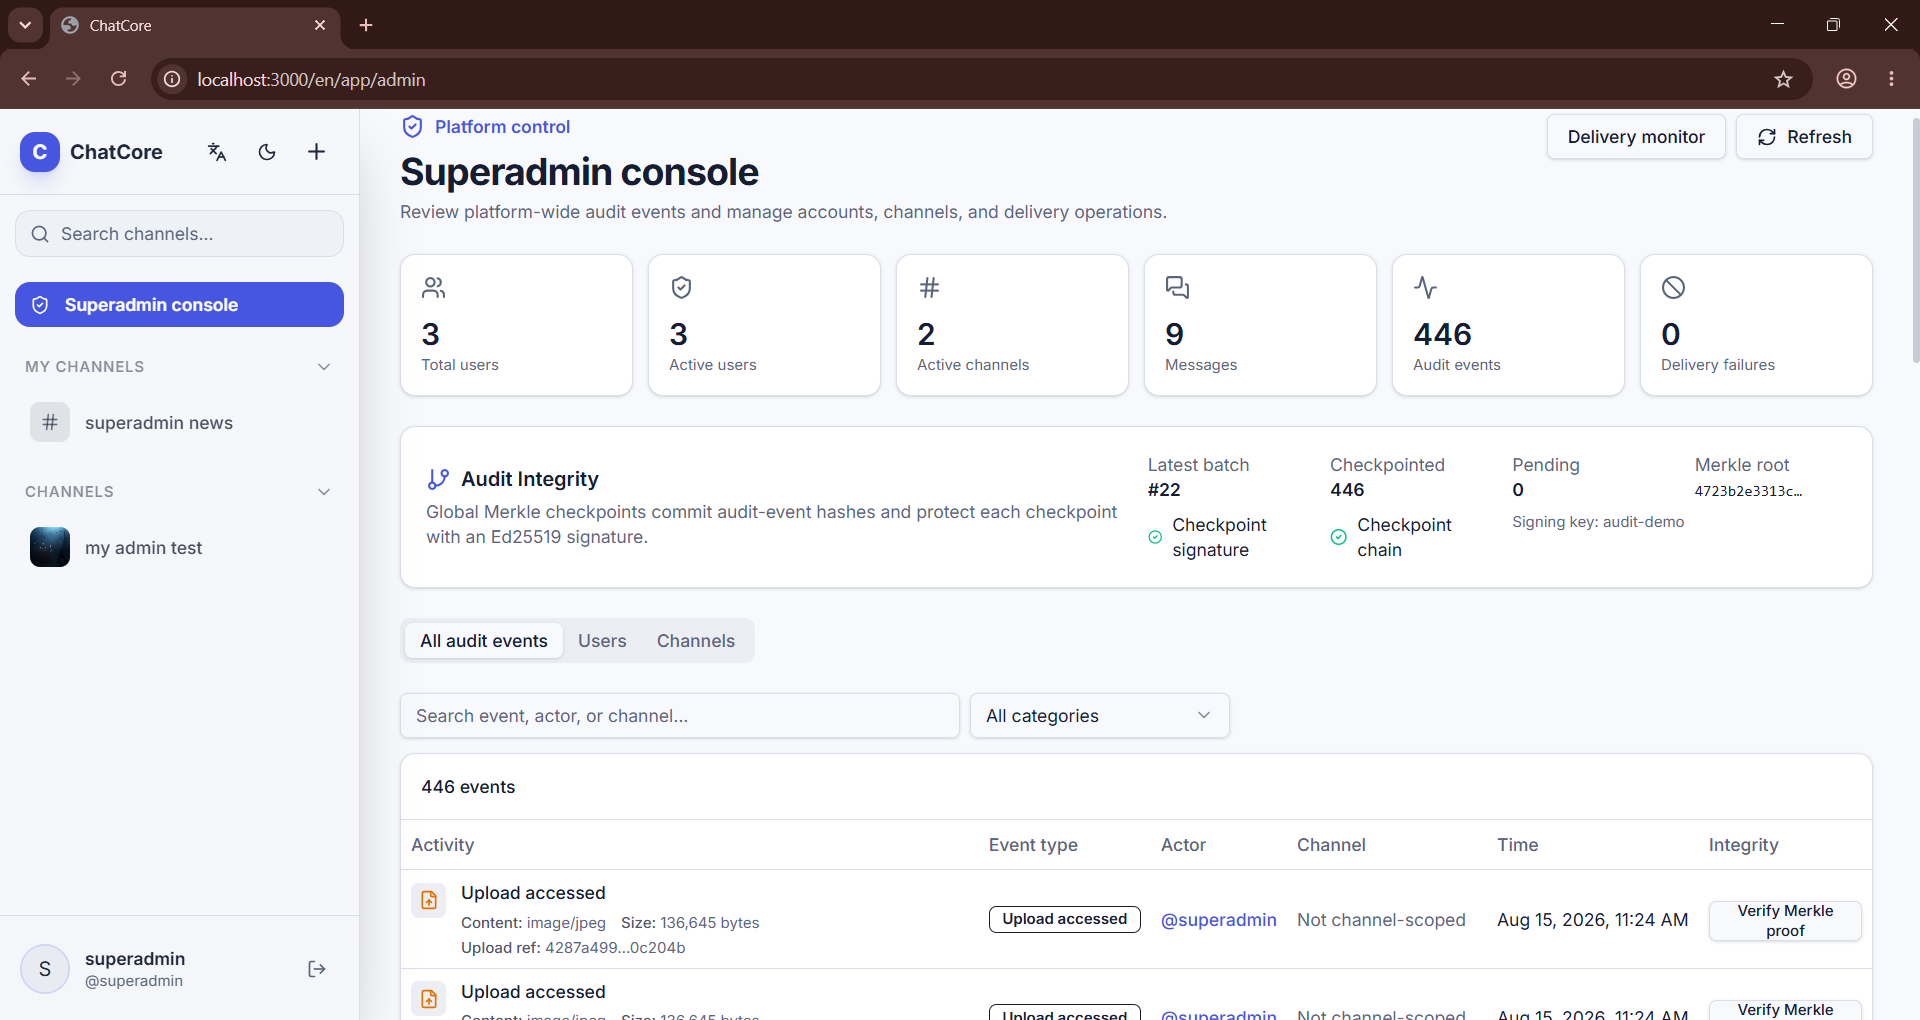 ChatCore
localhost:3000/en/app/admin
C ChatCore
Search channels...
Superadmin console
MY CHANNELS
# superadmin news
CHANNELS
my admin test
S
superadmin
@superadmin
Platform control
Superadmin console
Review platform-wide audit events and manage accounts, channels, and delivery operations.
Delivery monitor
Refresh
3
Total users
3
Active users
2
Active channels
9
Messages
446
Audit events
0
Delivery failures
Audit Integrity
Global Merkle checkpoints commit audit-event hashes and protect each checkpoint
with an Ed25519 signature.
Latest batch
#22
Checkpoint
signature
Checkpointed
446
Checkpoint
chain
Pending
0
Signing key: audit-demo
Merkle root
4723b2e3313c…
All audit events Users Channels
Search event, actor, or channel...
All categories
446 events
Activity Event type Actor Channel Time Integrity
Upload accessed
Content: image/jpeg Size: 136,645 bytes
Upload ref: 4287a499...0c204b
Upload accessed
@superadmin
Not channel-scoped
Aug 15, 2026, 11:24 AM
Verify Merkle
proof
Upload accessed
Content: image/jpeg Size: 136,645 bytes
Upload accessed
@superadmin
Not channel-scoped
Aug 15, 2026, 11:24 AM
Verify Merkle